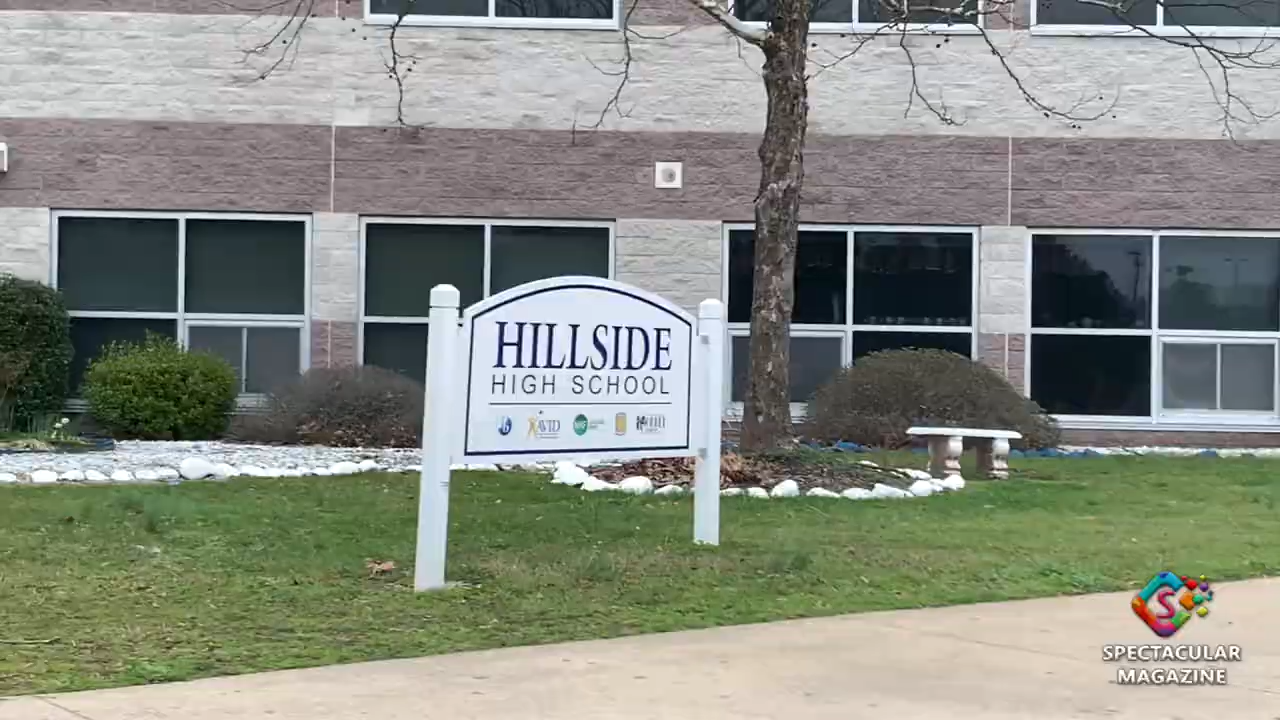 HILLSIDE
HIGH SCHOOL
AVID
S
SPECTACULAR
MAGAZINE